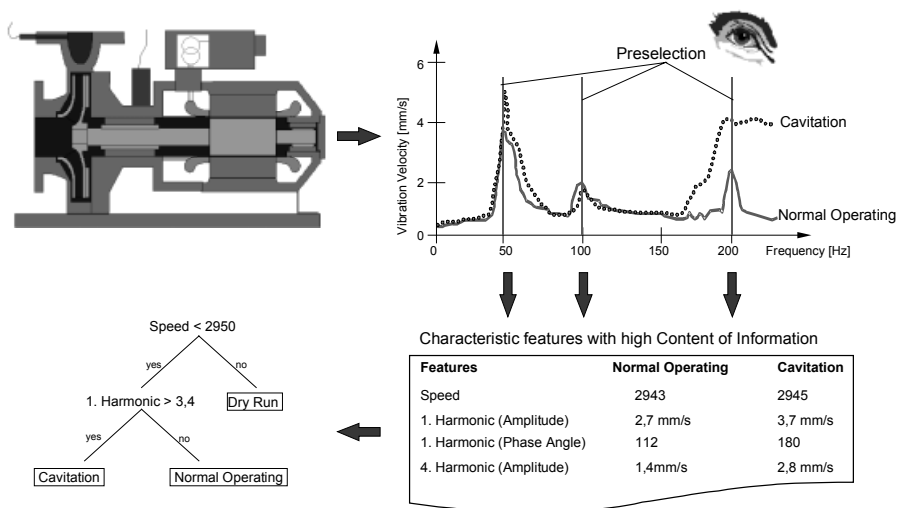 Preselection
6
4
2
0
Vibration Velocity [mm/s]
Cavitation
Normal Operating
0 50 100 150 200 Frequency [Hz]
Characteristic features with high Content of Information
Features Normal Operating Cavitation
Speed 2943 2945
1. Harmonic (Amplitude) 2,7 mm/s 3,7 mm/s
1. Harmonic (Phase Angle) 112 180
4. Harmonic (Amplitude) 1,4mm/s 2,8 mm/s
Speed < 2950
yes no
1. Harmonic > 3,4 Dry Run
yes no
Cavitation Normal Operating